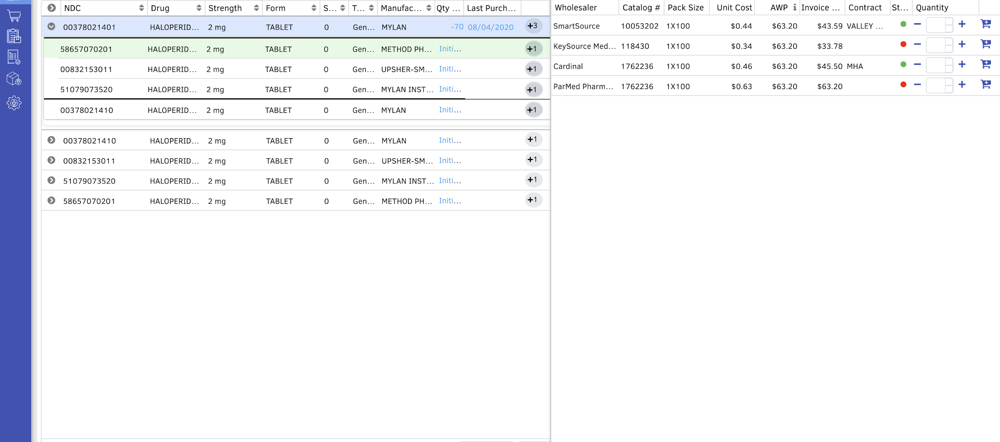 NDC Drug Strength Form S... T... Manufac... Qty ... Last Purch...
00378021401 HALOPERID... 2 mg TABLET 0 Gen... MYLAN -70 08/04/2020 +3
58657070201 HALOPERID... 2 mg TABLET 0 Gen... METHOD PH... Initi... +1
00832153011 HALOPERID... 2 mg TABLET 0 Gen... UPSHER-SM... Initi... +1
51079073520 HALOPERID... 2 mg TABLET 0 Gen... MYLAN INST... Initi... +1
00378021410 HALOPERID... 2 mg TABLET 0 Gen... MYLAN Initi... +1
00378021410 HALOPERID... 2 mg TABLET 0 Gen... MYLAN Initi... +1
00832153011 HALOPERID... 2 mg TABLET 0 Gen... UPSHER-SM... Initi... +1
51079073520 HALOPERID... 2 mg TABLET 0 Gen... MYLAN INST... Initi... +1
58657070201 HALOPERID... 2 mg TABLET 0 Gen... METHOD PH... Initi... +1
Wholesaler Catalog # Pack Size Unit Cost AWP i Invoice ... Contract St... Quantity
SmartSource 10053202 1X100 $0.44 $63.20 $43.59 VALLEY ...
KeySource Med... 118430 1X100 $0.34 $63.20 $33.78
Cardinal 1762236 1X100 $0.46 $63.20 $45.50 MHA
ParMed Pharm... 1762236 1X100 $0.63 $63.20 $63.20